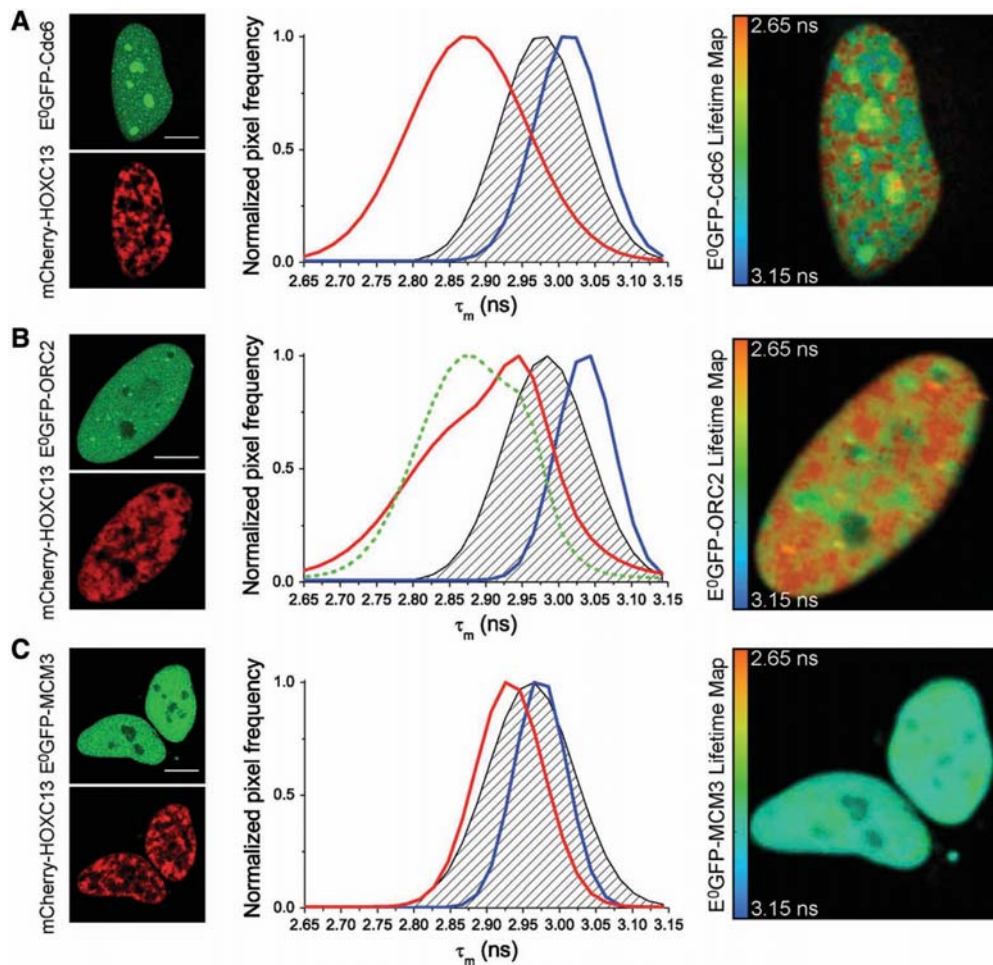 A
E⁰GFP-Cdc6
mCherry-HOXC13
Normalized pixel frequency
1.0
0.5
0.0
2.65 2.70 2.75 2.80 2.85 2.90 2.95 3.00 3.05 3.10 3.15
τm (ns)
E⁰GFP-Cdc6 Lifetime Map
2.65 ns
3.15 ns
B
E⁰GFP-ORC2
mCherry-HOXC13
Normalized pixel frequency
1.0
0.5
0.0
2.65 2.70 2.75 2.80 2.85 2.90 2.95 3.00 3.05 3.10 3.15
τm (ns)
E⁰GFP-ORC2 Lifetime Map
2.65 ns
3.15 ns
C
E⁰GFP-MCM3
mCherry-HOXC13
Normalized pixel frequency
1.0
0.5
0.0
2.65 2.70 2.75 2.80 2.85 2.90 2.95 3.00 3.05 3.10 3.15
τm (ns)
E⁰GFP-MCM3 Lifetime Map
2.65 ns
3.15 ns